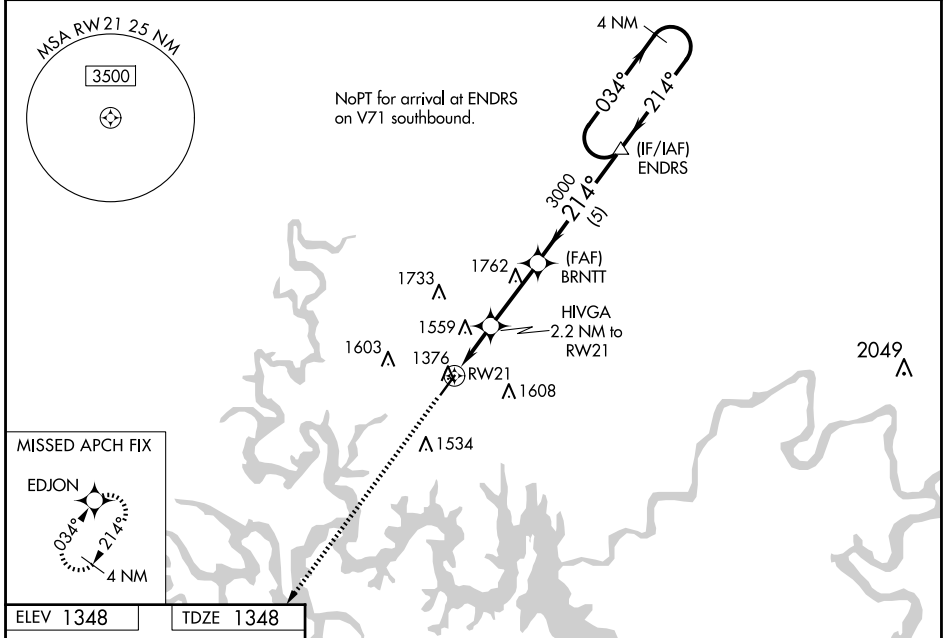 MSA RW21 25 NM
3500
NoPT for arrival at ENDRS
on V71 southbound.
4 NM
034°
214°
(IF/IAF)
ENDRS
3000
214°
(5)
(FAF)
BRNTT
1762
1733
HIVGA
2.2 NM to
RW21
1559
1603
1376
RW21
1608
2049
1534
MISSED APCH FIX
EDJON
034°
214°
4 NM
ELEV 1348
TDZE 1348